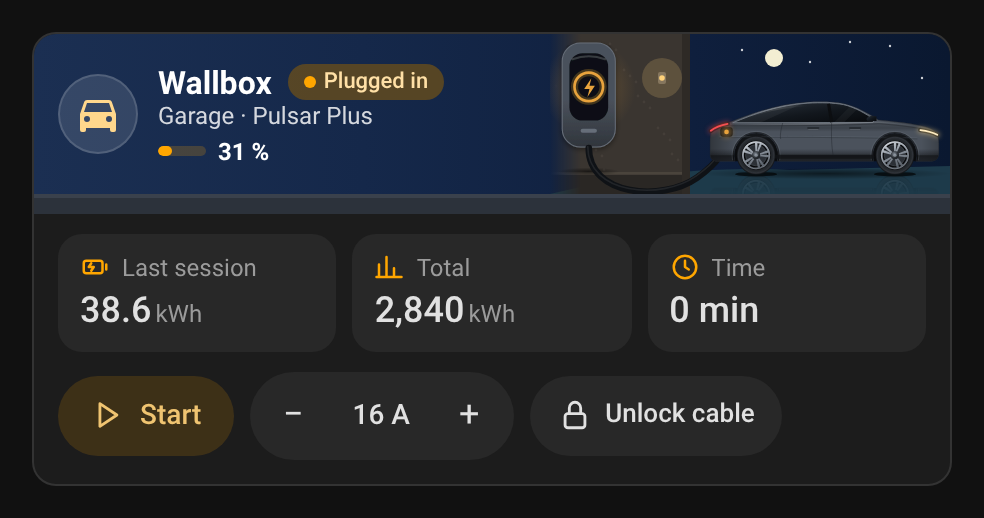 Wallbox
Plugged in
Garage · Pulsar Plus
31 %
Last session
38.6 kWh
Total
2,840 kWh
Time
0 min
Start
− 16 A +
Unlock cable